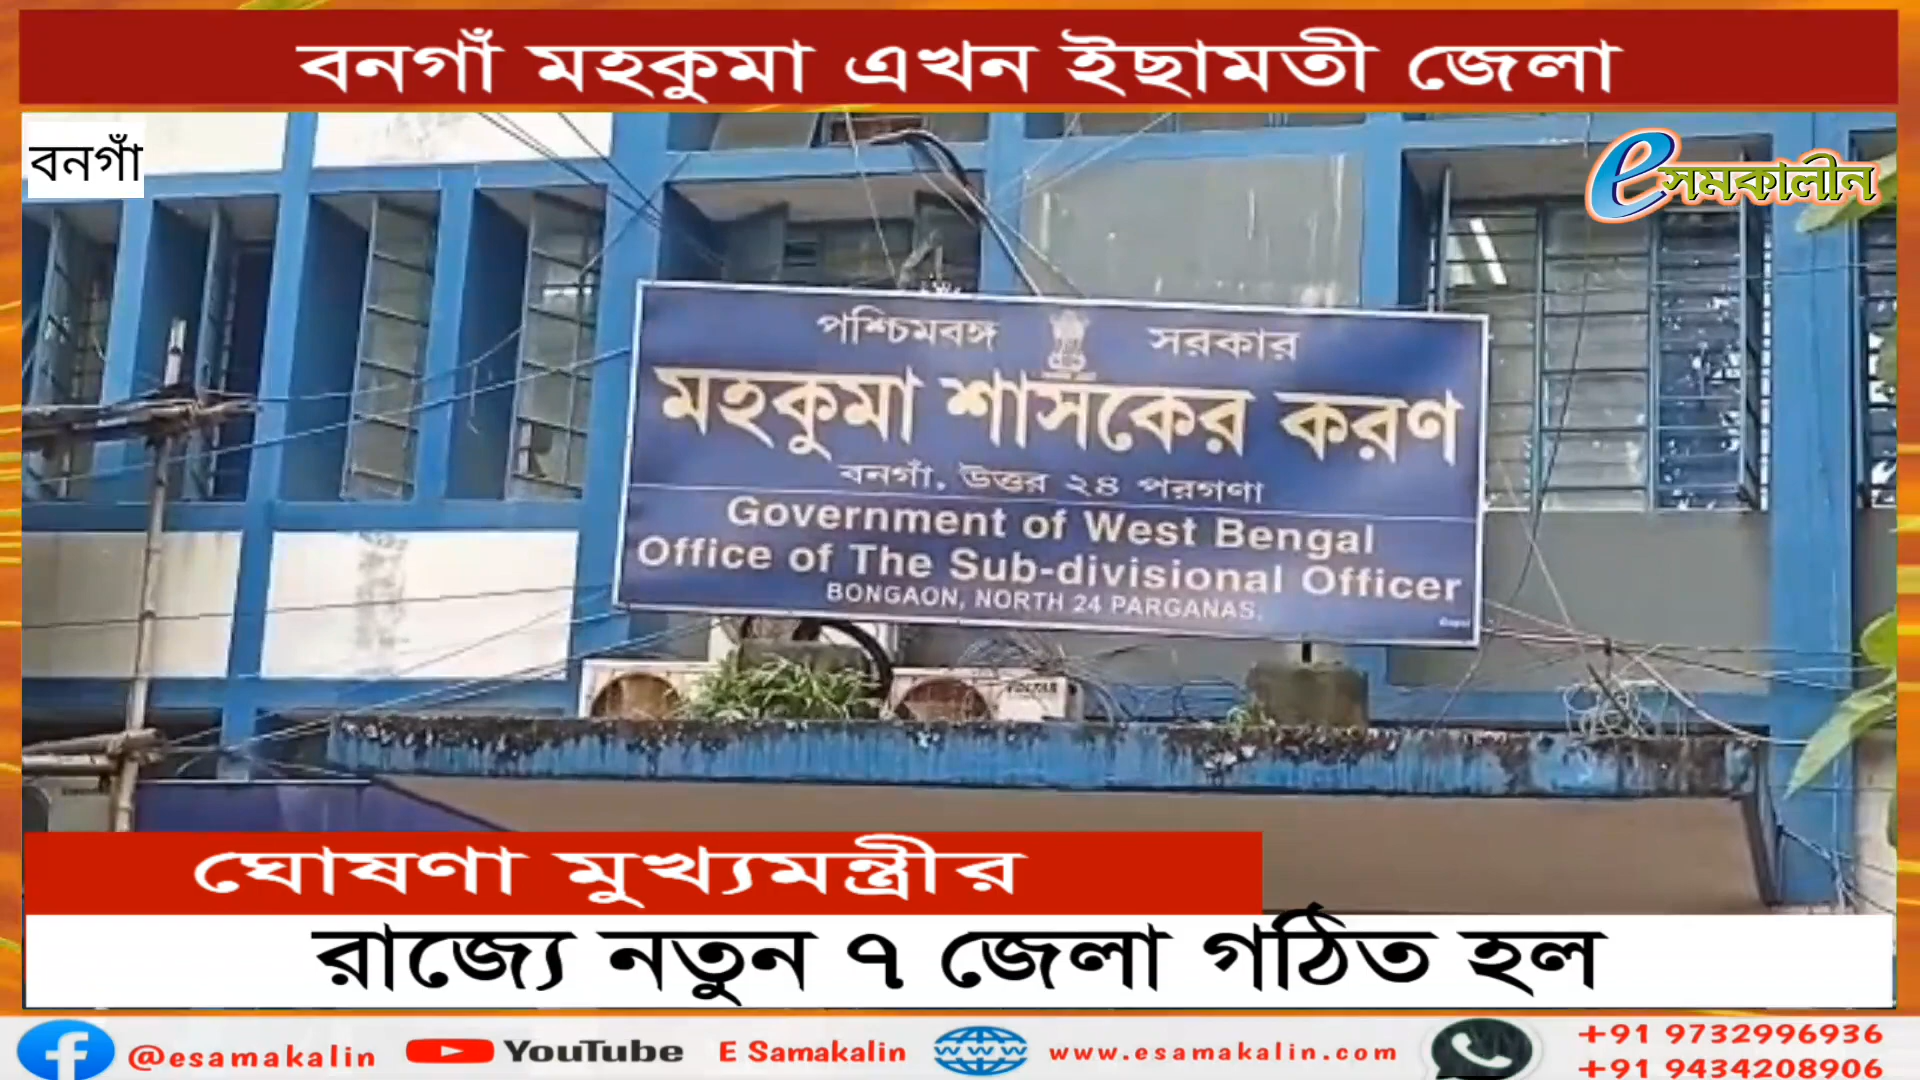 বনগাঁ মহকুমা এখন ইছামতী জেলা
বনগাঁ
eসমকালীন
পশ্চিমবঙ্গ সরকার
মহকুমা শাসকের করণ
বনগাঁ, উত্তর ২৪ পরগণা
Government of West Bengal
Office of The Sub-divisional Officer
BONGAON, NORTH 24 PARGANAS.
VOLTAS
ঘোষণা মুখ্যমন্ত্রীর
রাজ্যে নতুন ৭ জেলা গঠিত হল
@esamakalin YouTube E Samakalin www www.esamakalin.com
+91 9732996936
+91 9434208906